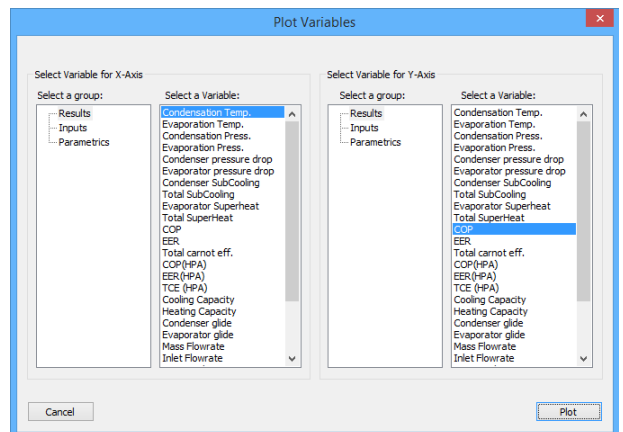 Plot Variables
Select Variable for X-Axis
Select a group:
Select a Variable:
Results
Inputs
Parametrics
Condensation Temp.
Evaporation Temp.
Condensation Press.
Evaporation Press.
Condenser pressure drop
Evaporator pressure drop
Condenser SubCooling
Total SubCooling
Evaporator Superheat
Total SuperHeat
COP
EER
Total carnot eff.
COP(HPA)
EER(HPA)
TCE (HPA)
Cooling Capacity
Heating Capacity
Condenser glide
Evaporator glide
Mass Flowrate
Inlet Flowrate
Select Variable for Y-Axis
Select a group:
Select a Variable:
Results
Inputs
Parametrics
Condensation Temp.
Evaporation Temp.
Condensation Press.
Evaporation Press.
Condenser pressure drop
Evaporator pressure drop
Condenser SubCooling
Total SubCooling
Evaporator Superheat
Total SuperHeat
COP
EER
Total carnot eff.
COP(HPA)
EER(HPA)
TCE (HPA)
Cooling Capacity
Heating Capacity
Condenser glide
Evaporator glide
Mass Flowrate
Inlet Flowrate
Cancel
Plot